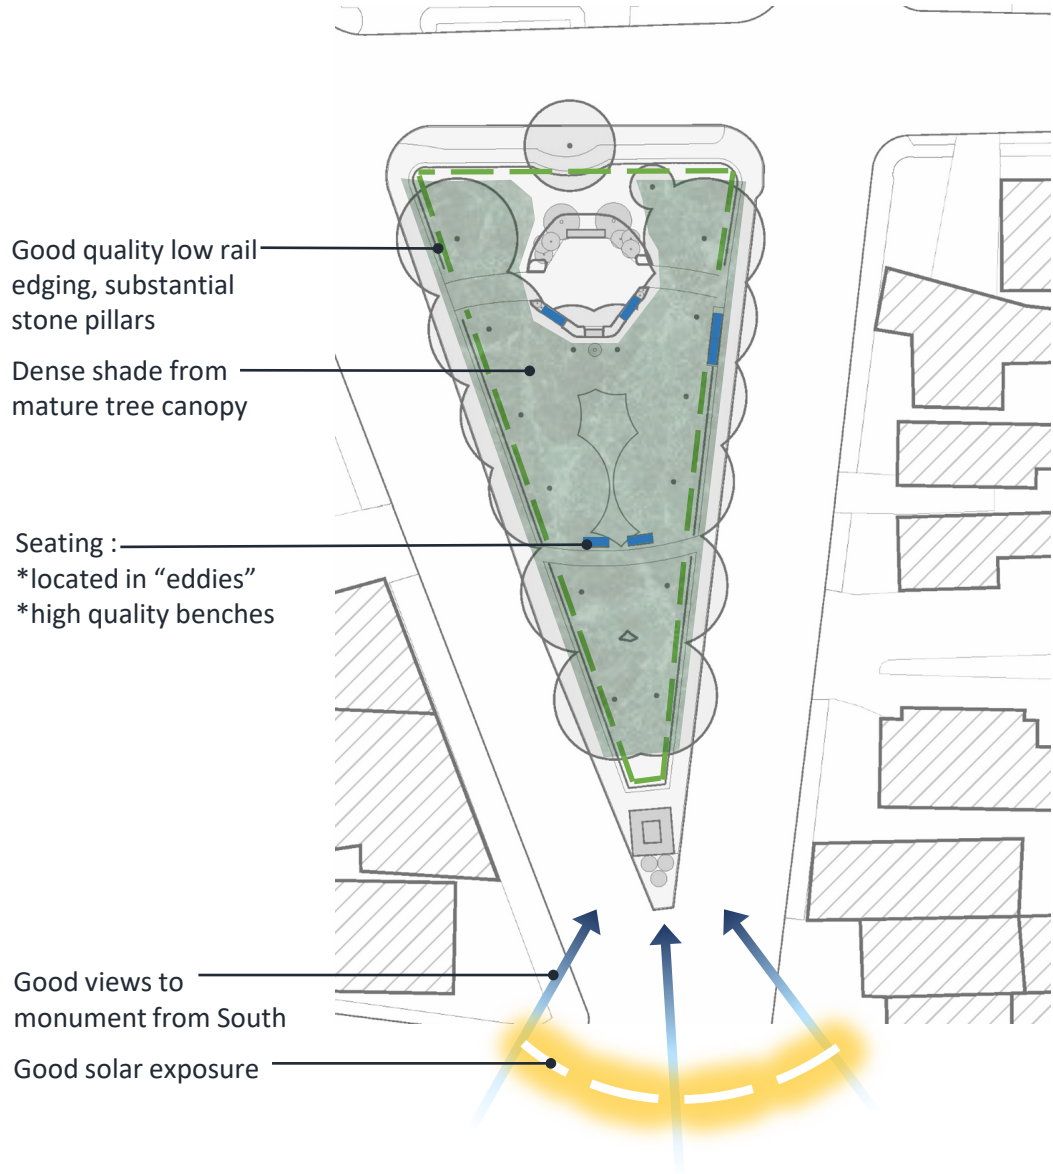 Good quality low rail
edging, substantial
stone pillars
Dense shade from
mature tree canopy
Seating :
*located in “eddies”
*high quality benches
Good views to
monument from South
Good solar exposure